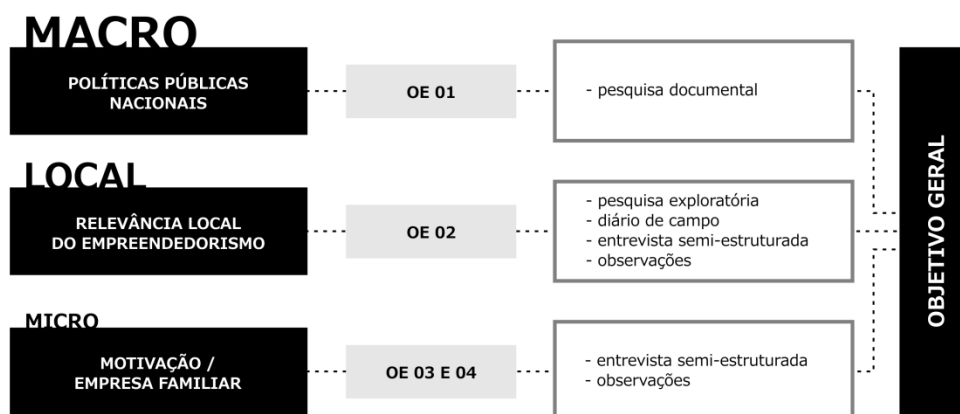 MACRO
POLÍTICAS PÚBLICAS
NACIONAIS
OE 01
- pesquisa documental
LOCAL
RELEVÂNCIA LOCAL
DO EMPREENDEDORISMO
OE 02
- pesquisa exploratória
- diário de campo
- entrevista semi-estruturada
- observações
MICRO
MOTIVAÇÃO /
EMPRESA FAMILIAR
OE 03 E 04
- entrevista semi-estruturada
- observações
OBJETIVO GERAL